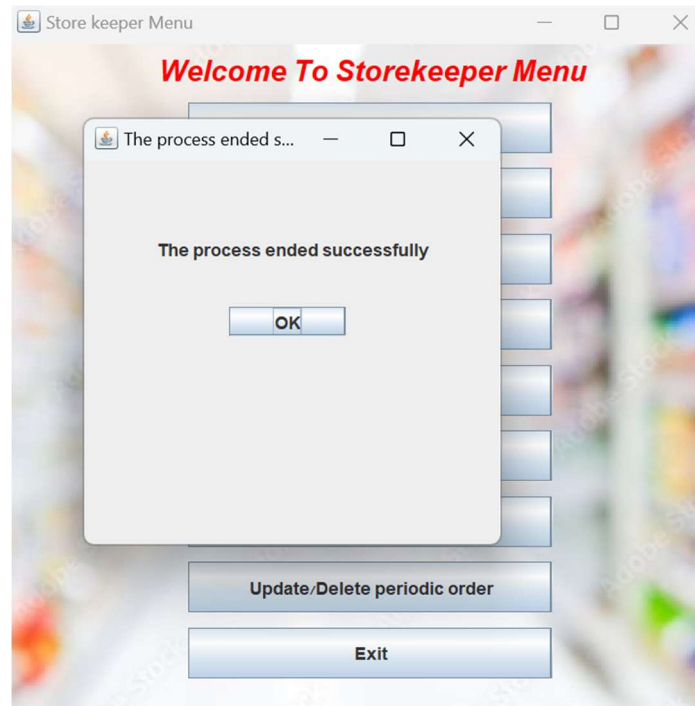 Store keeper Menu
Welcome To Storekeeper Menu
The process ended s...
The process ended successfully
OK
Update/Delete periodic order
Exit